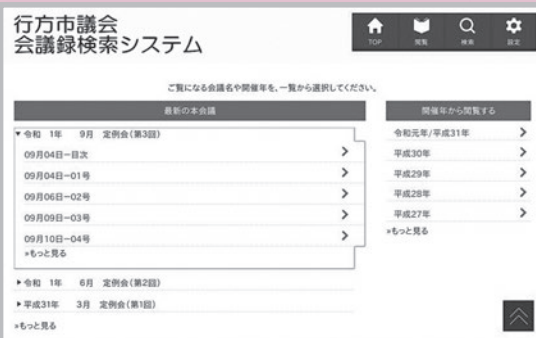 行方市議会
会議録検索システム
TOP
閲覧
検索
設定
ご覧になる会議名や開催年を、一覧から選択してください。
最新の本会議
▼令和 1年 9月 定例会(第3回)
09月04日－目次
09月04日－01号
09月06日－02号
09月09日－03号
09月10日－04号
»もっと見る
▶令和 1年 6月 定例会(第2回)
▶平成31年 3月 定例会(第1回)
»もっと見る
開催年から閲覧する
令和元年/平成31年
平成30年
平成29年
平成28年
平成27年
»もっと見る